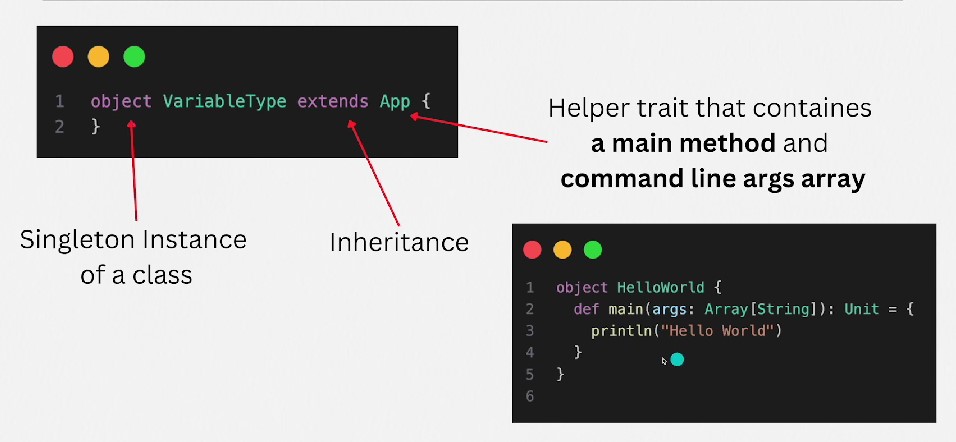 1 object VariableType extends App {
2 }
Helper trait that containes
a main method and
command line args array
Singleton Instance
of a class
Inheritance
1 object HelloWorld {
2 def main(args: Array[String]): Unit = {
3 println("Hello World")
4 }
5 }
6